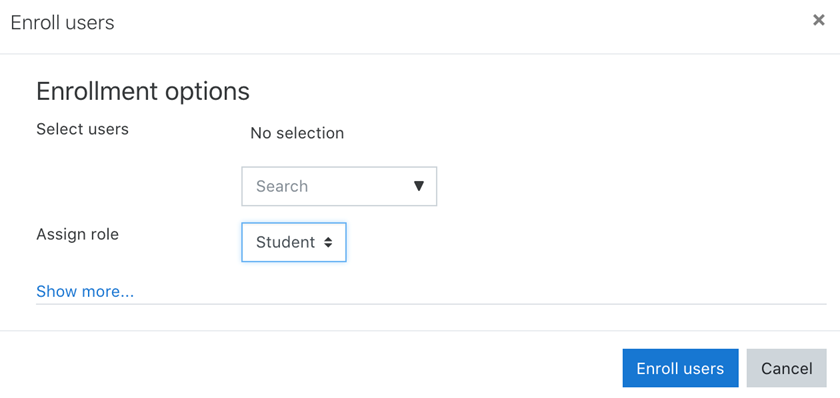 Enroll users
Enrollment options
Select users
No selection
Search
Assign role
Student
Show more...
Enroll users
Cancel